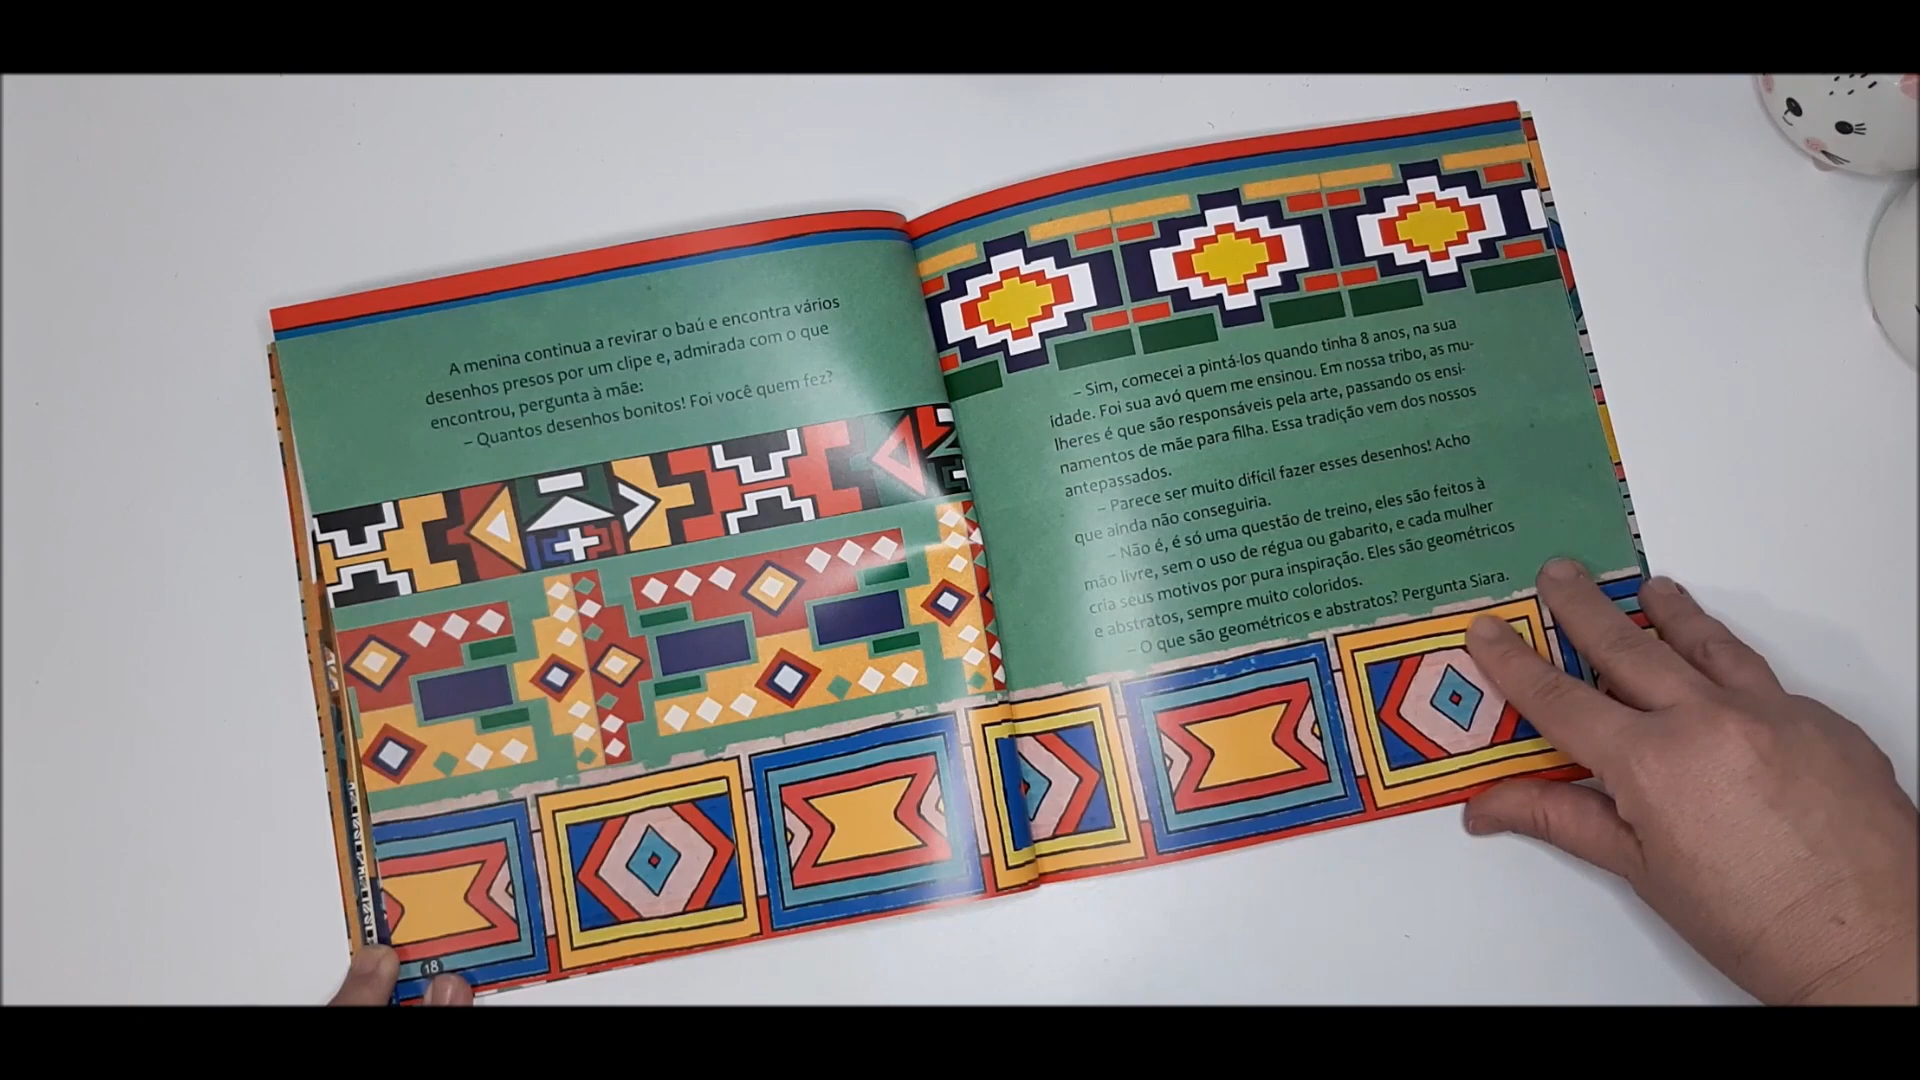 A menina continua a revirar o baú e encontra vários
desenhos presos por um clipe e, admirada com o que
encontrou, pergunta à mãe:
– Quantos desenhos bonitos! Foi você quem fez?
18
– Sim, comecei a pintá-los quando tinha 8 anos, na sua
idade. Foi sua avó quem me ensinou. Em nossa tribo, as mu-
lheres é que são responsáveis pela arte, passando os ensi-
namentos de mãe para filha. Essa tradição vem dos nossos
antepassados.
– Parece ser muito difícil fazer esses desenhos! Acho
que ainda não conseguiria.
– Não é, é só uma questão de treino, eles são feitos à
mão livre, sem o uso de régua ou gabarito, e cada mulher
cria seus motivos por pura inspiração. Eles são geométricos
e abstratos, sempre muito coloridos.
– O que são geométricos e abstratos? Pergunta Siara.